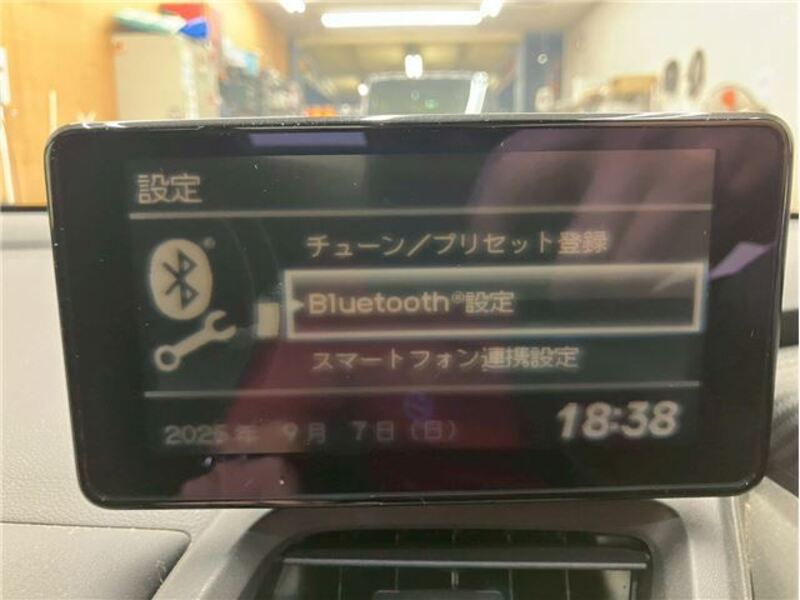 設定
チューン／プリセット登録
Bluetooth®設定
スマートフォン連携設定
2025年 9月 7日（日） 18:38